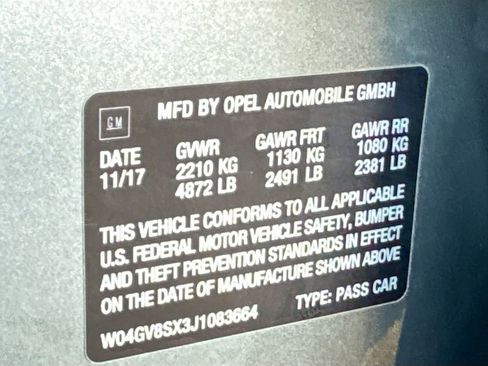 GM
MFD BY OPEL AUTOMOBILE GMBH
DATE GVWR GAWR FRT GAWR RR
11/17 2210 KG 1130 KG 1080 KG
4872 LB 2491 LB 2381 LB
THIS VEHICLE CONFORMS TO ALL APPLICABLE
U.S. FEDERAL MOTOR VEHICLE SAFETY, BUMPER
AND THEFT PREVENTION STANDARDS IN EFFECT
ON THE DATE OF MANUFACTURE SHOWN ABOVE
W04GV8SX3J1083664 TYPE: PASS CAR